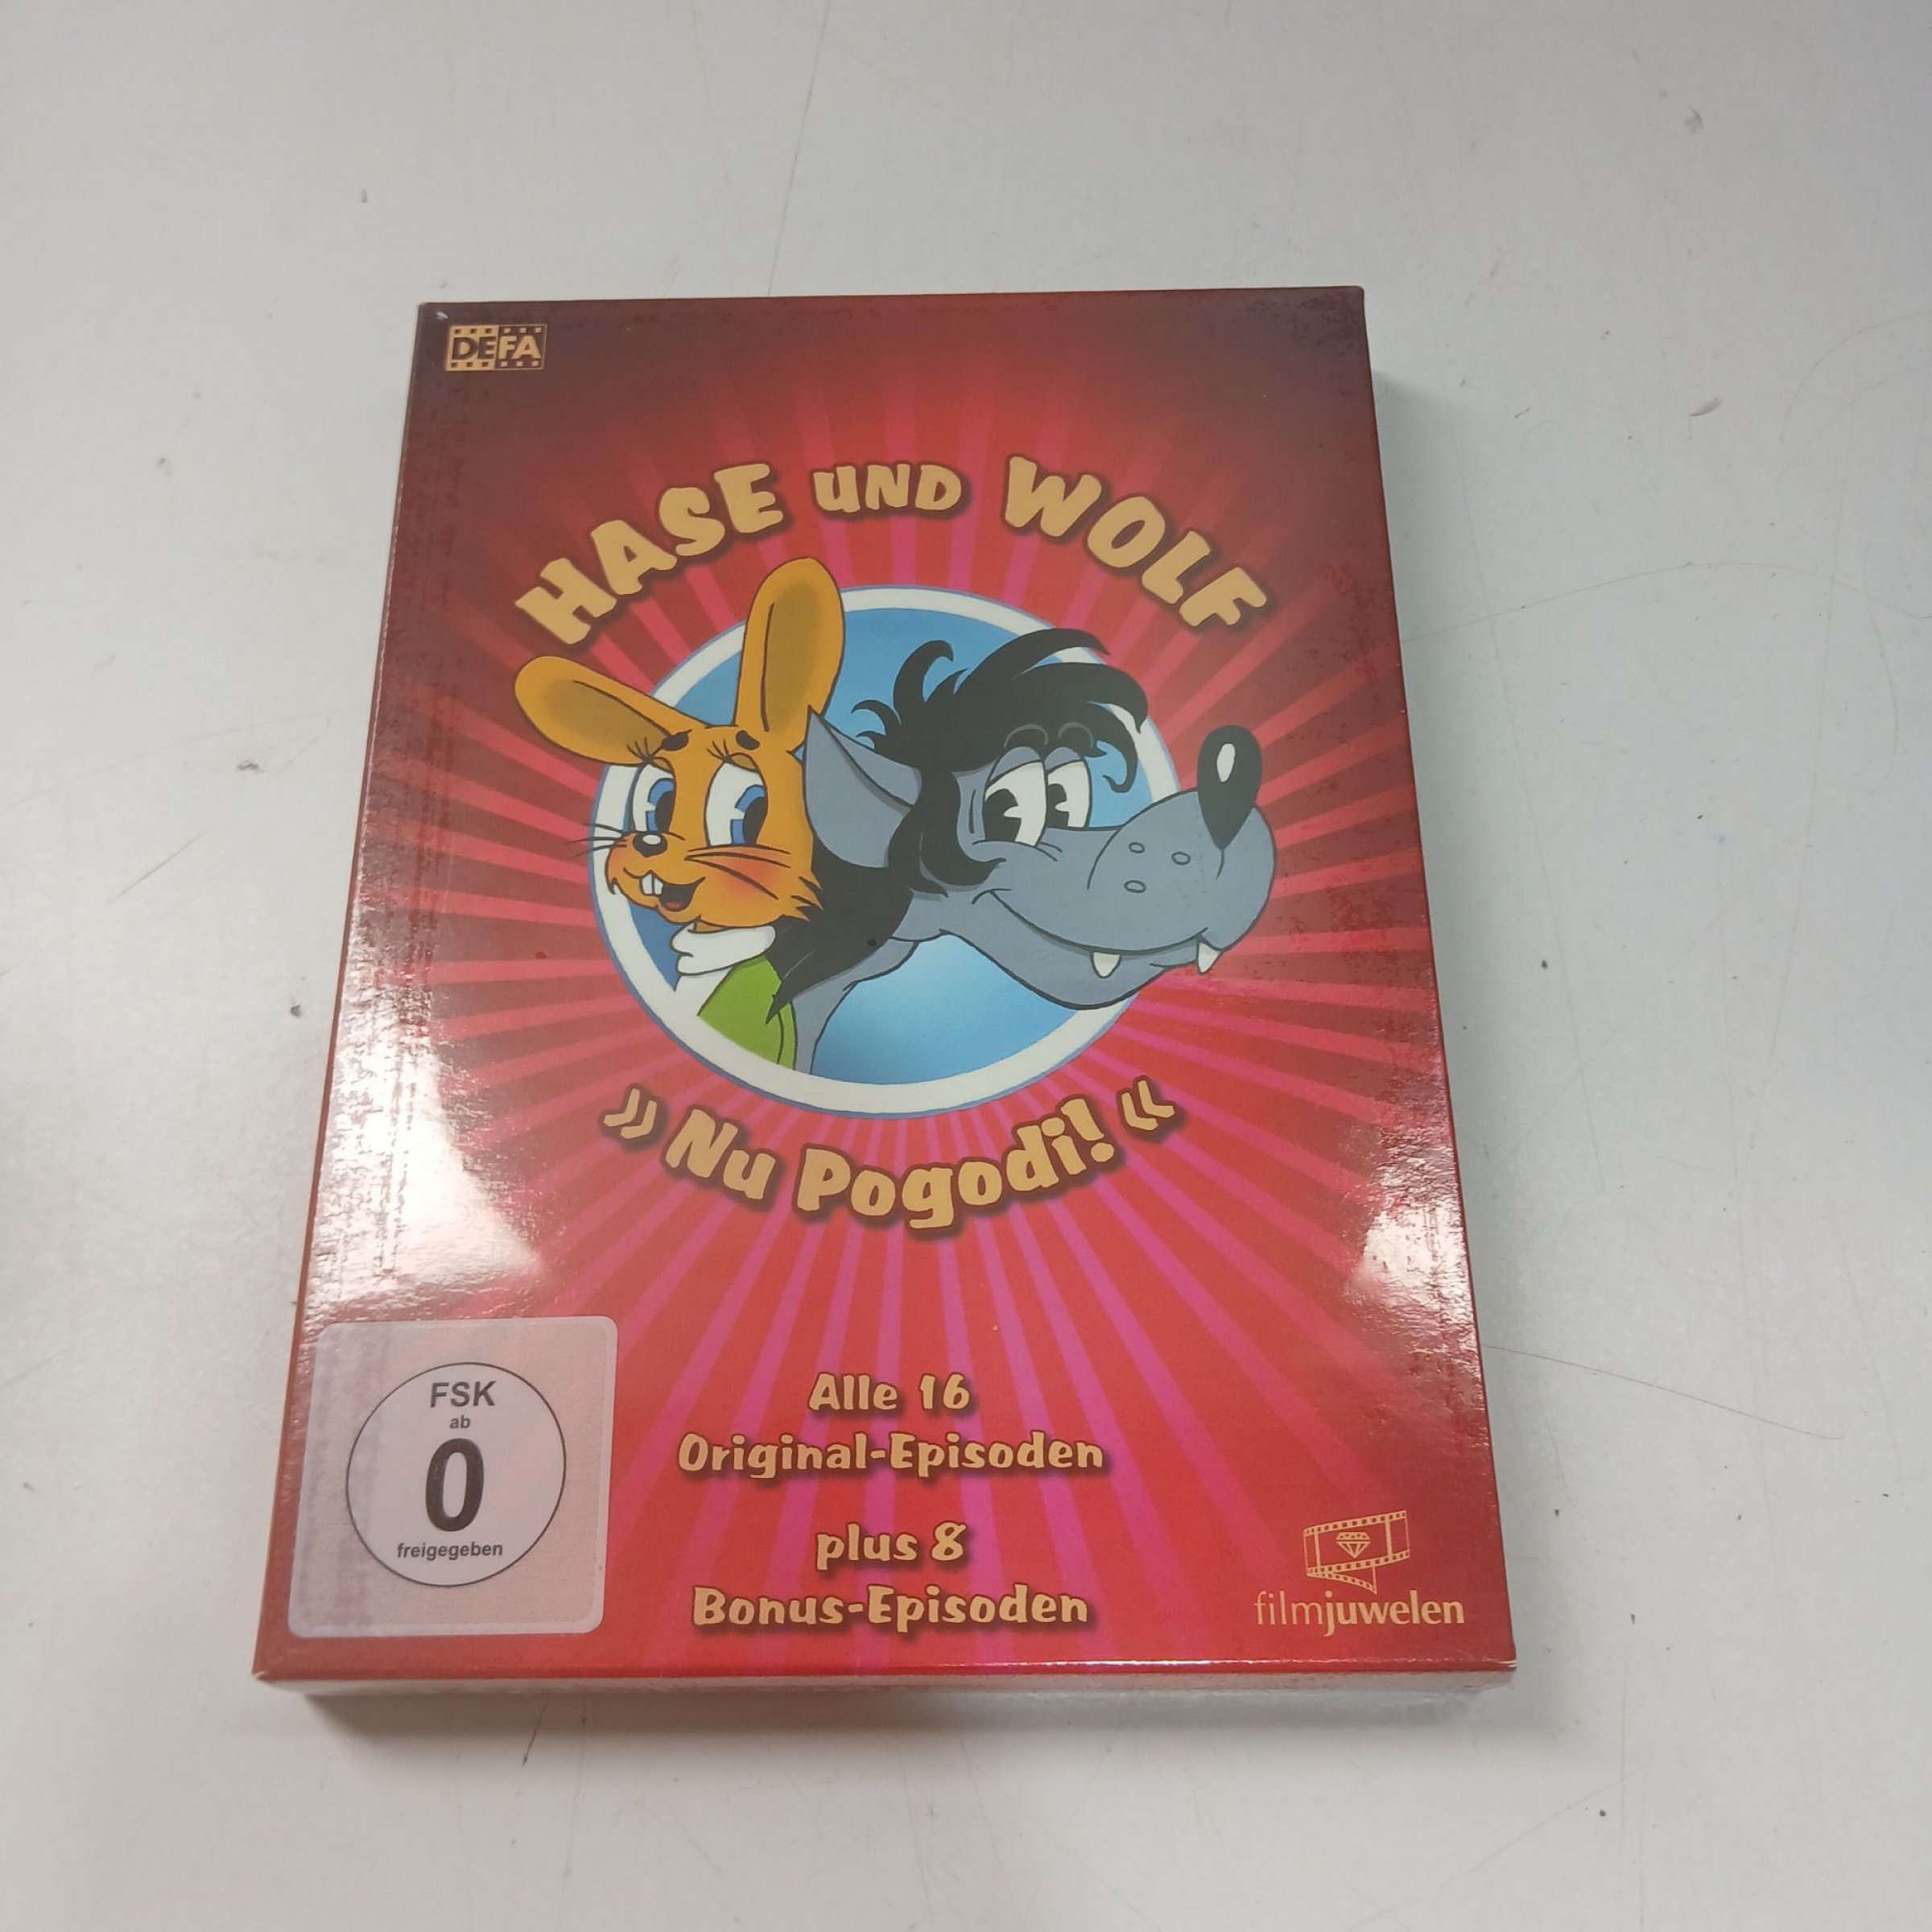 DEFA
HASE UND WOLF
»Nu Pogodi!«
Alle 16
Original-Episoden
plus 8
Bonus-Episoden
FSK
ab
0
freigegeben
filmjuwelen